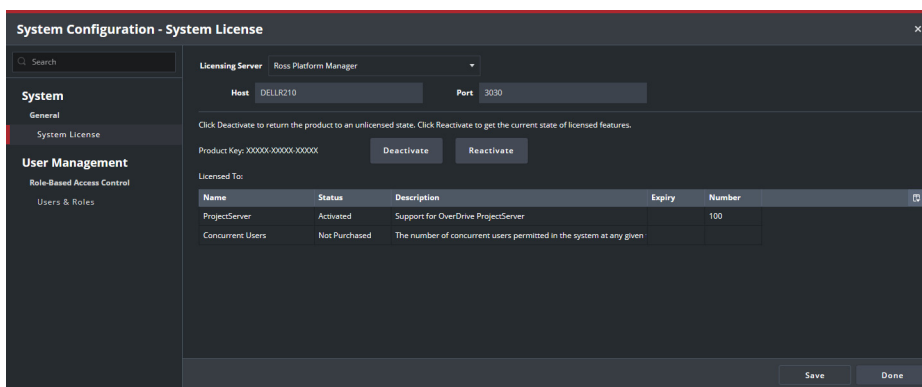 System Configuration - System License
×
Search
System
General
System License
User Management
Role-Based Access Control
Users & Roles
Licensing Server Ross Platform Manager
Host DELLR210 Port 3030
Click Deactivate to return the product to an unlicensed state. Click Reactivate to get the current state of licensed features.
Product Key: XXXXX-XXXXX-XXXXX Deactivate Reactivate
Licensed To:
Name Status Description Expiry Number
ProjectServer Activated Support for OverDrive ProjectServer 100
Concurrent Users Not Purchased The number of concurrent users permitted in the system at any given
Save Done